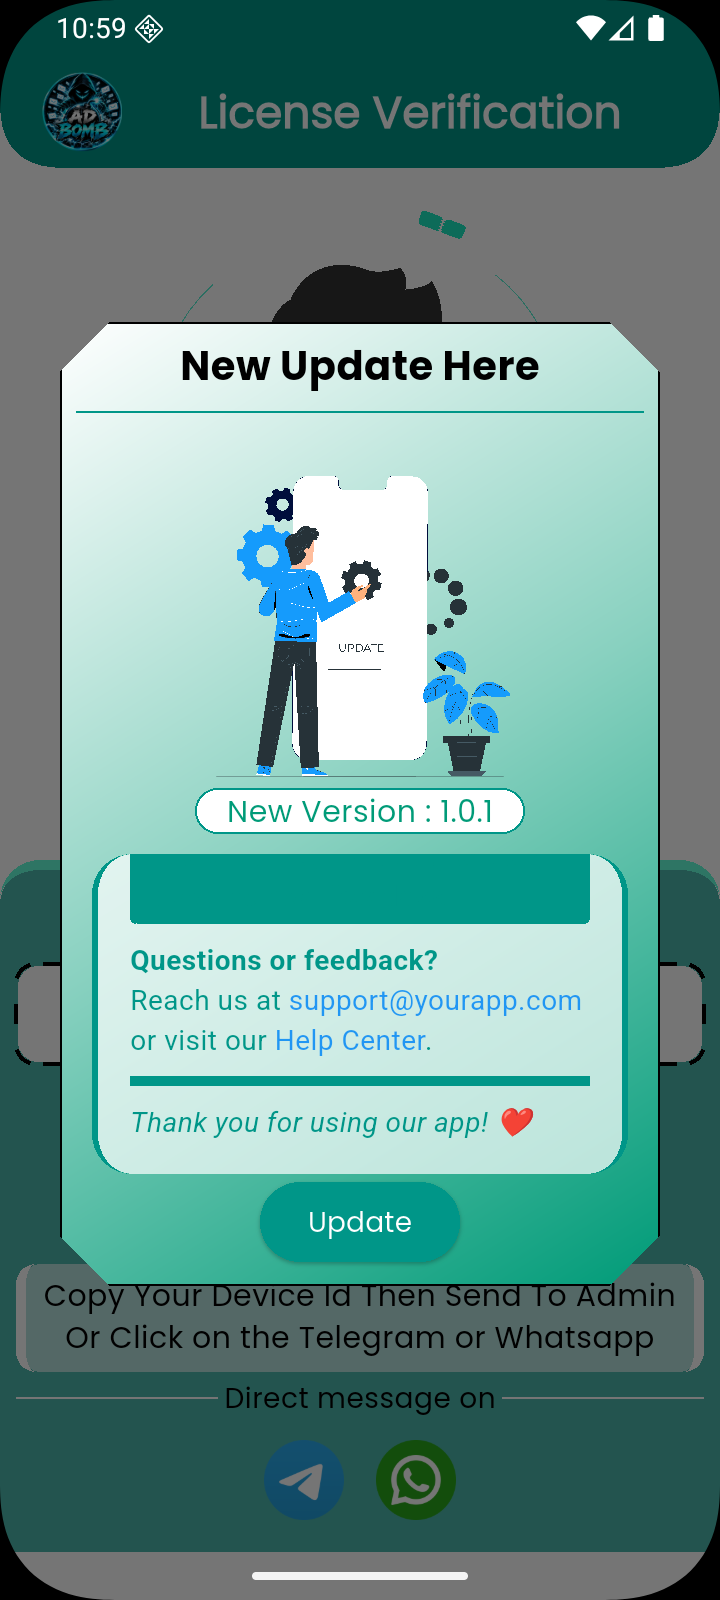 10:59
AD
BOMB
License Verification
New Update Here
UPDATE
New Version : 1.0.1
Questions or feedback?
Reach us at support@yourapp.com
or visit our Help Center.
Thank you for using our app! ❤️
Update
Copy Your Device Id Then Send To Admin
Or Click on the Telegram or Whatsapp
Direct message on